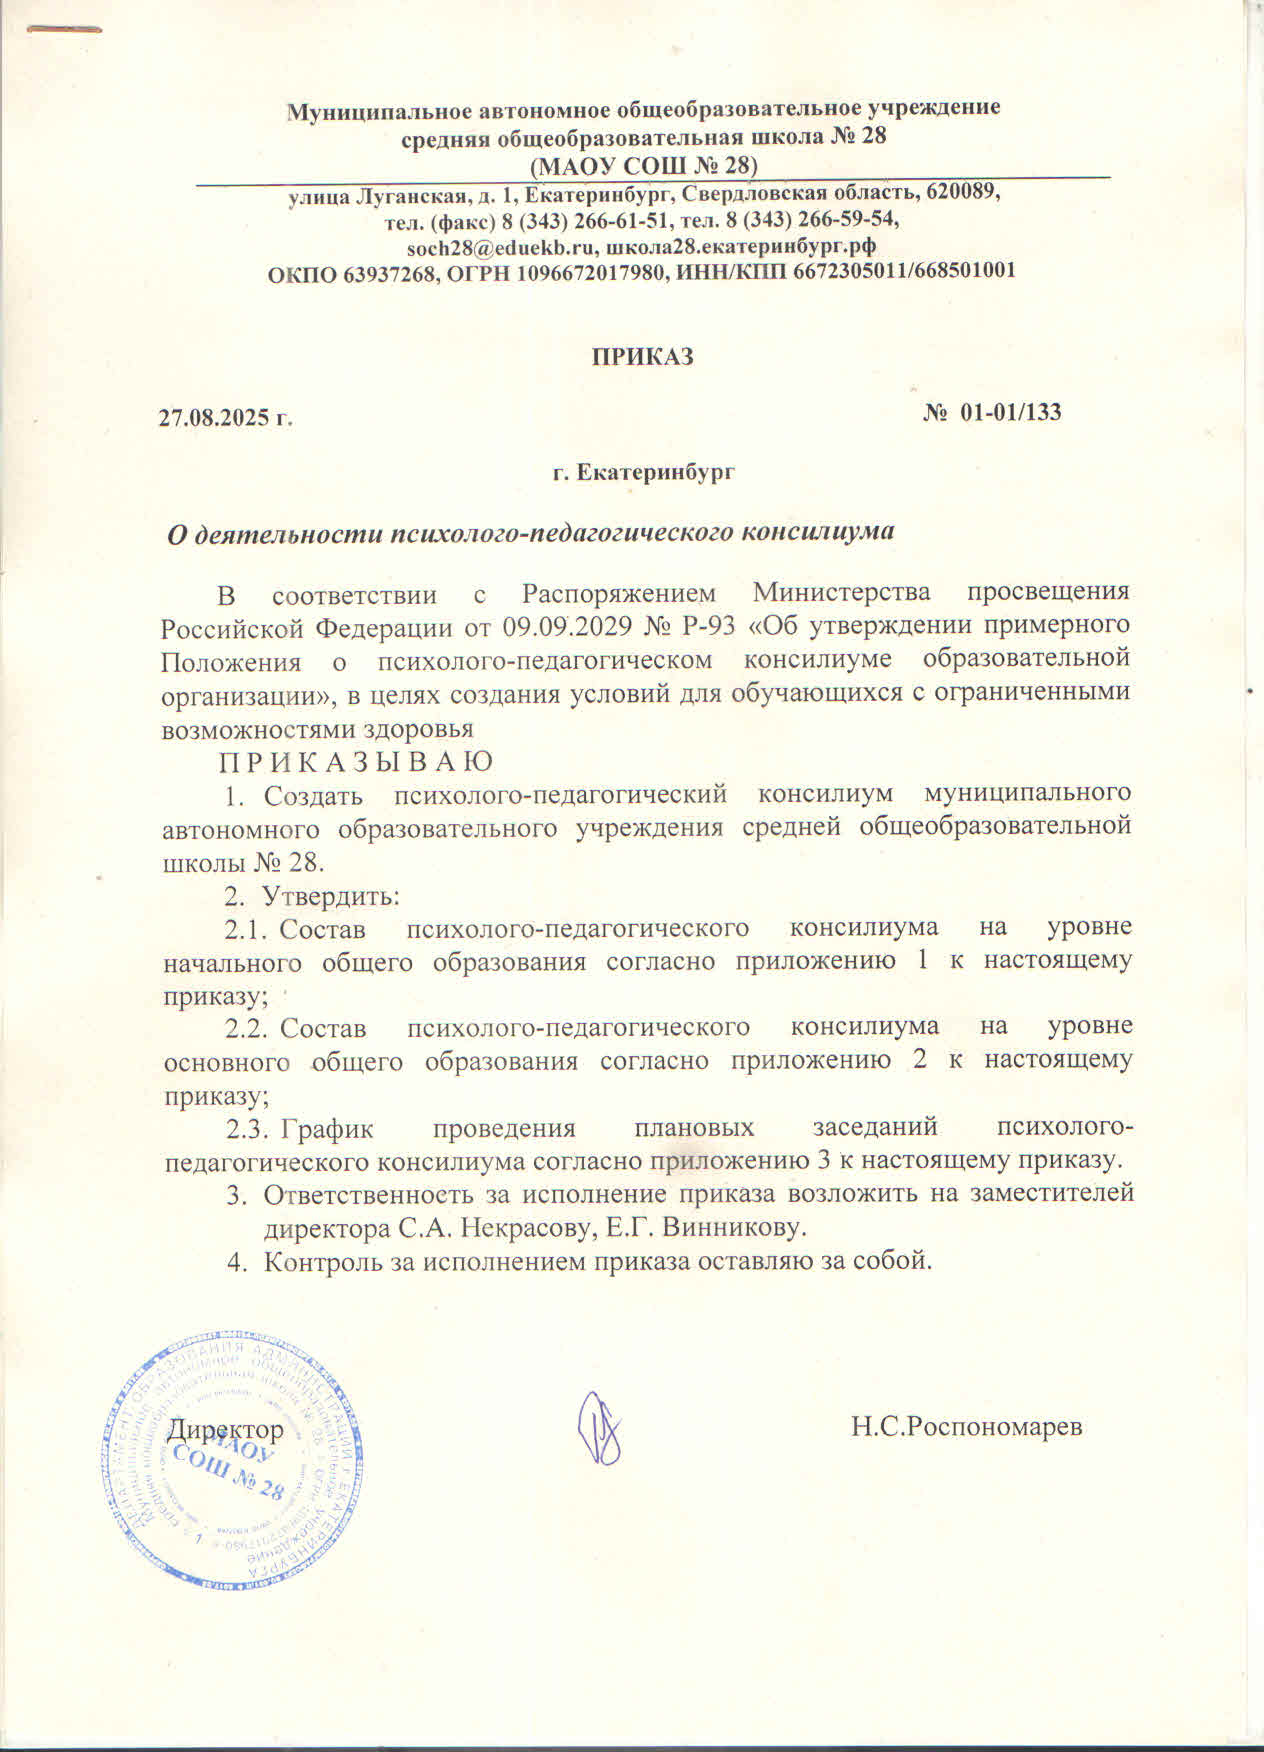 Муниципальное автономное общеобразовательное учреждение
средняя общеобразовательная школа № 28
(МАОУ СОШ № 28)
улица Луганская, д. 1, Екатеринбург, Свердловская область, 620089,
тел. (факс) 8 (343) 266-61-51, тел. 8 (343) 266-59-54,
soch28@eduekb.ru, школа28.екатеринбург.рф
ОКПО 63937268, ОГРН 1096672017980, ИНН/КПП 6672305011/668501001
ПРИКАЗ
27.08.2025 г. № 01-01/133
г. Екатеринбург
О деятельности психолого-педагогического консилиума
В соответствии с Распоряжением Министерства просвещения
Российской Федерации от 09.09.2029 № Р-93 «Об утверждении примерного
Положения о психолого-педагогическом консилиуме образовательной
организации», в целях создания условий для обучающихся с ограниченными
возможностями здоровья
П Р И К А З Ы В А Ю
1. Создать психолого-педагогический консилиум муниципального
автономного образовательного учреждения средней общеобразовательной
школы № 28.
2. Утвердить:
2.1. Состав психолого-педагогического консилиума на уровне
начального общего образования согласно приложению 1 к настоящему
приказу;
2.2. Состав психолого-педагогического консилиума на уровне
основного общего образования согласно приложению 2 к настоящему
приказу;
2.3. График проведения плановых заседаний психолого-
педагогического консилиума согласно приложению 3 к настоящему приказу.
3. Ответственность за исполнение приказа возложить на заместителей
директора С.А. Некрасову, Е.Г. Винникову.
4. Контроль за исполнением приказа оставляю за собой.
Директор Н.С.Роспономарев
ДЕПАРТАМЕНТ ОБРАЗОВАНИЯ АДМИНИСТРАЦИИ г. ЕКАТЕРИНБУРГА
Муниципальное автономное общеобразовательное учреждение
МАОУ
СОШ № 28